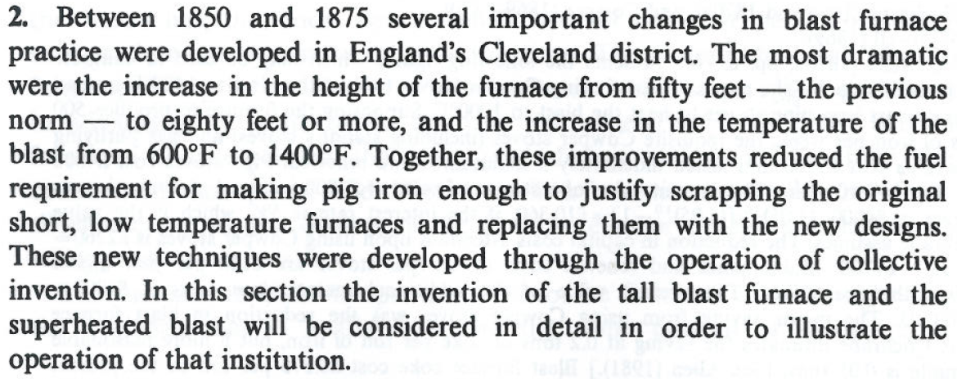 2. Between 1850 and 1875 several important changes in blast furnace
practice were developed in England's Cleveland district. The most dramatic
were the increase in the height of the furnace from fifty feet — the previous
norm — to eighty feet or more, and the increase in the temperature of the
blast from 600°F to 1400°F. Together, these improvements reduced the fuel
requirement for making pig iron enough to justify scrapping the original
short, low temperature furnaces and replacing them with the new designs.
These new techniques were developed through the operation of collective
invention. In this section the invention of the tall blast furnace and the
superheated blast will be considered in detail in order to illustrate the
operation of that institution.